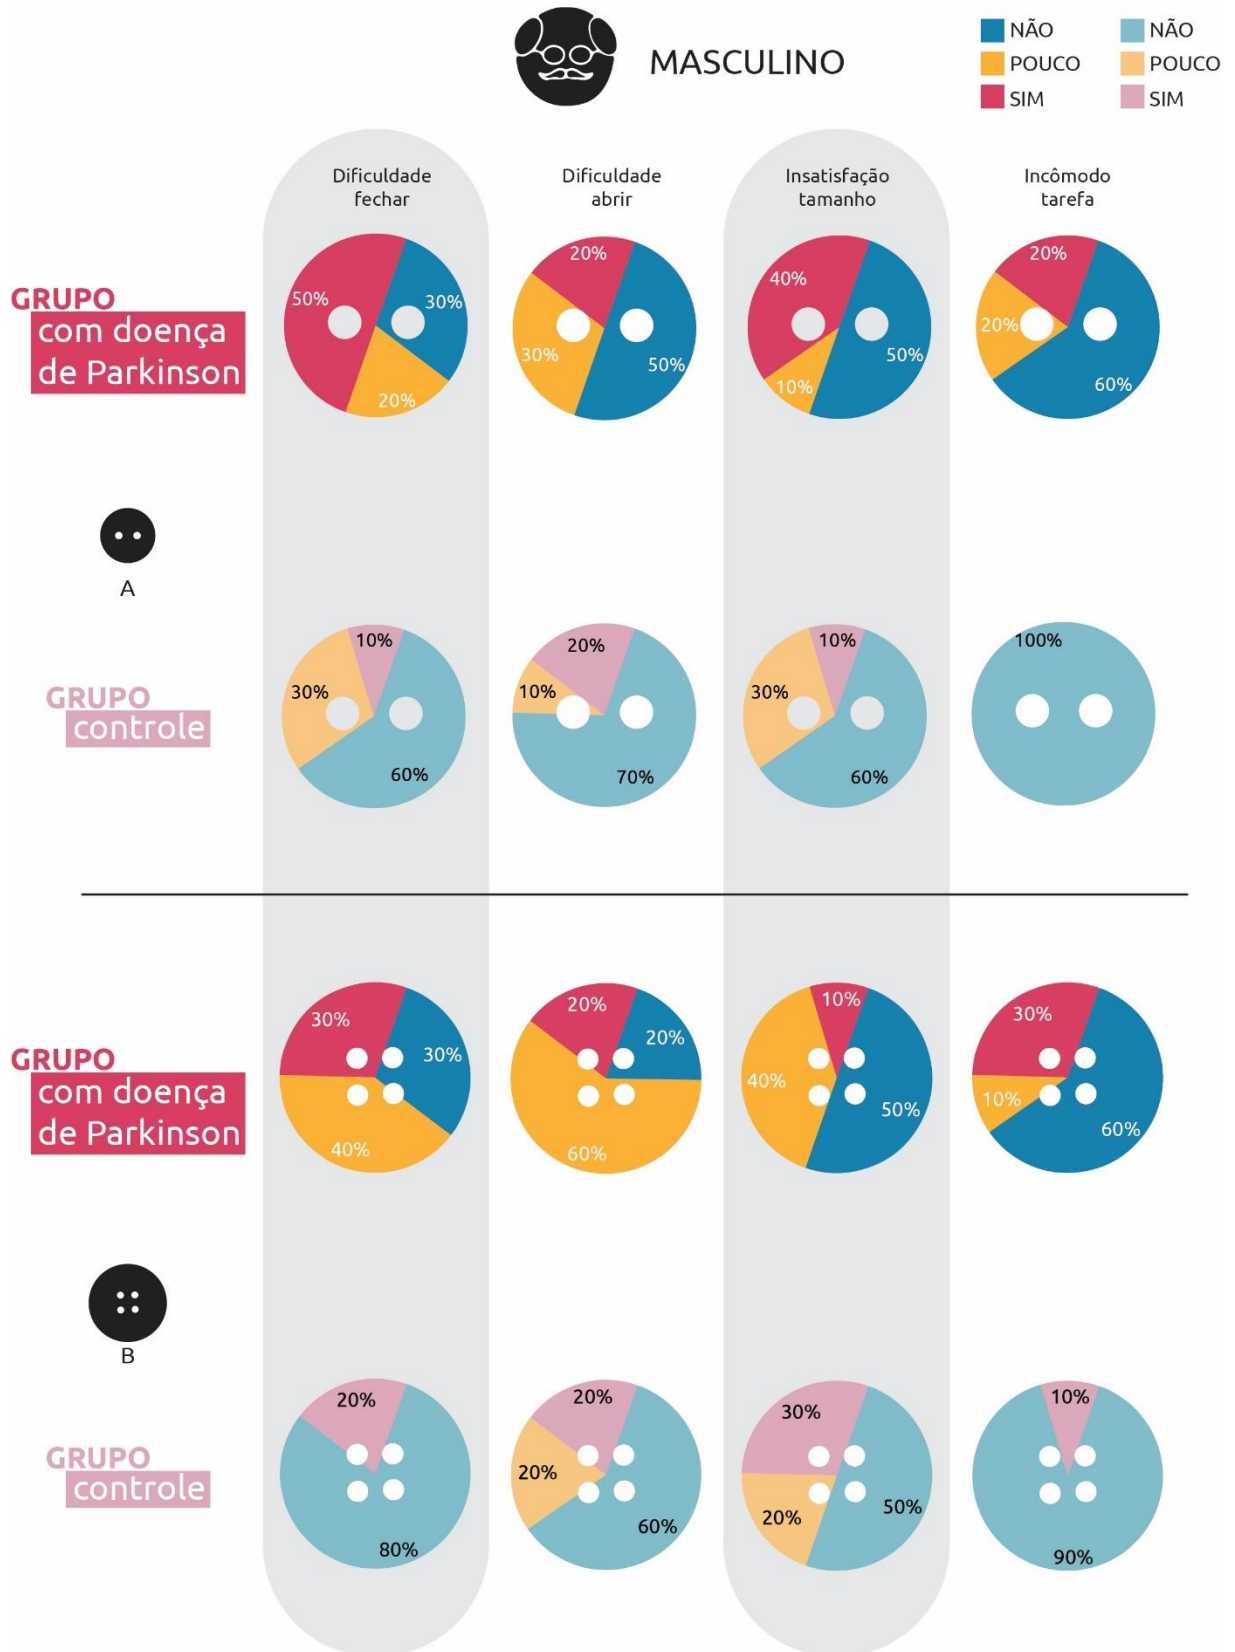 MASCULINO
NÃO
POUCO
SIM
NÃO
POUCO
SIM
Dificuldade
fechar
Dificuldade
abrir
Insatisfação
tamanho
Incômodo
tarefa
GRUPO
com doença
de Parkinson
50%
30%
20%
20%
30%
50%
40%
10%
50%
20%
20%
60%
A
GRUPO
controle
10%
30%
60%
20%
10%
70%
10%
30%
60%
100%
GRUPO
com doença
de Parkinson
30%
30%
40%
20%
20%
60%
10%
40%
50%
30%
10%
60%
B
GRUPO
controle
20%
80%
20%
20%
60%
30%
20%
50%
10%
90%